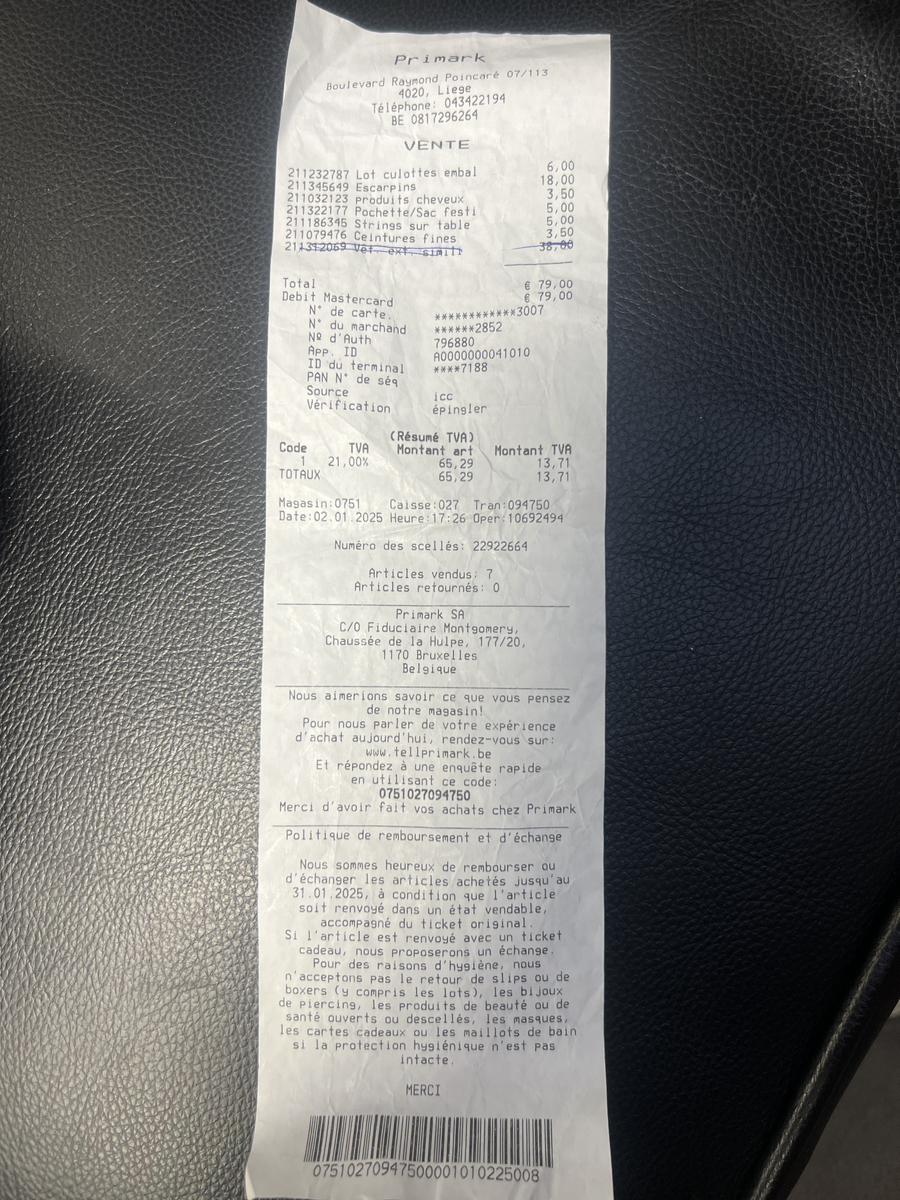 Primark
Boulevard Raymond Poincaré 07/113
4020, Liege
Téléphone: 043422194
BE 0817296264
VENTE
211232787 Lot culottes embal 6,00
211345649 Escarpins 18,00
211032123 Produits cheveux 3,50
211322177 Pochette/Sac festi 5,00
211186345 Strings sur table 5,00
211079476 Ceintures fines 3,50
211312069 Vet. ext. simili 38,00
Total € 79,00
Debit Mastercard € 79,00
N° de carte. ************3007
N° du marchand ******2852
Nº d'Auth 796880
App. ID A0000000041010
ID du terminal ****7188
PAN N° de séq
Source icc
Vérification épingler
(Résumé TVA)
Code TVA Montant art Montant TVA
1 21,00% 65,29 13,71
TOTAUX 65,29 13,71
Magasin:0751 Caisse:027 Tran:094750
Date:02.01.2025 Heure:17:26 Oper:10692494
Numéro des scellés: 22922664
Articles vendus: 7
Articles retournés: 0
Primark SA
C/O Fiduciaire Montgomery,
Chaussée de la Hulpe, 177/20,
1170 Bruxelles
Belgique
Nous aimerions savoir ce que vous pensez
de notre magasin!
Pour nous parler de votre expérience
d'achat aujourd'hui, rendez-vous sur:
www.tellprimark.be
Et répondez à une enquête rapide
en utilisant ce code:
0751027094750
Merci d'avoir fait vos achats chez Primark
Politique de remboursement et d'échange
Nous sommes heureux de rembourser ou
d'échanger les articles achetés jusqu'au
31.01.2025, à condition que l'article
soit renvoyé dans un état vendable,
accompagné du ticket original.
Si l'article est renvoyé avec un ticket
cadeau, nous proposerons un échange.
Pour des raisons d'hygiène, nous
n'acceptons pas le retour de slips ou de
boxers (y compris les lots), les bijoux
de piercing, les produits de beauté ou de
santé ouverts ou descellés, les masques,
les cartes cadeaux ou les maillots de bain
si la protection hygiénique n'est pas
intacte.
MERCI
07510270947500001010225008